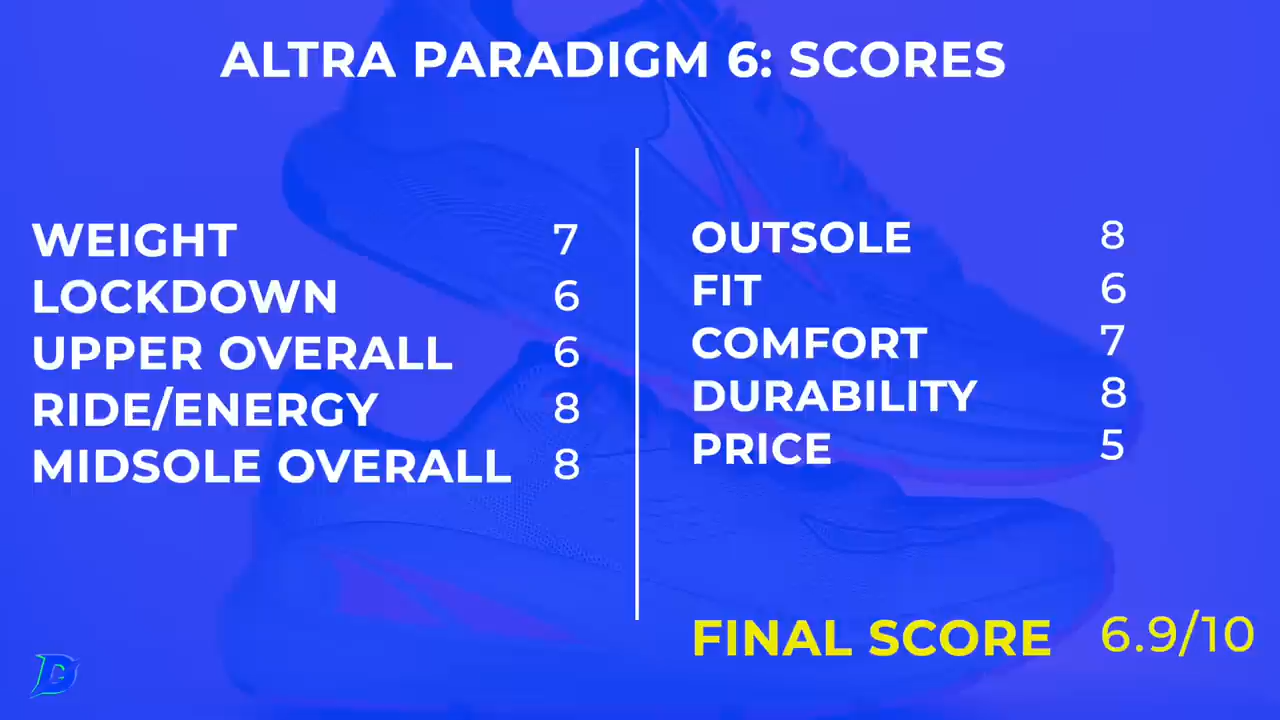 ALTRA PARADIGM 6: SCORES
WEIGHT 7
LOCKDOWN 6
UPPER OVERALL 6
RIDE/ENERGY 8
MIDSOLE OVERALL 8
OUTSOLE 8
FIT 6
COMFORT 7
DURABILITY 8
PRICE 5
FINAL SCORE 6.9/10